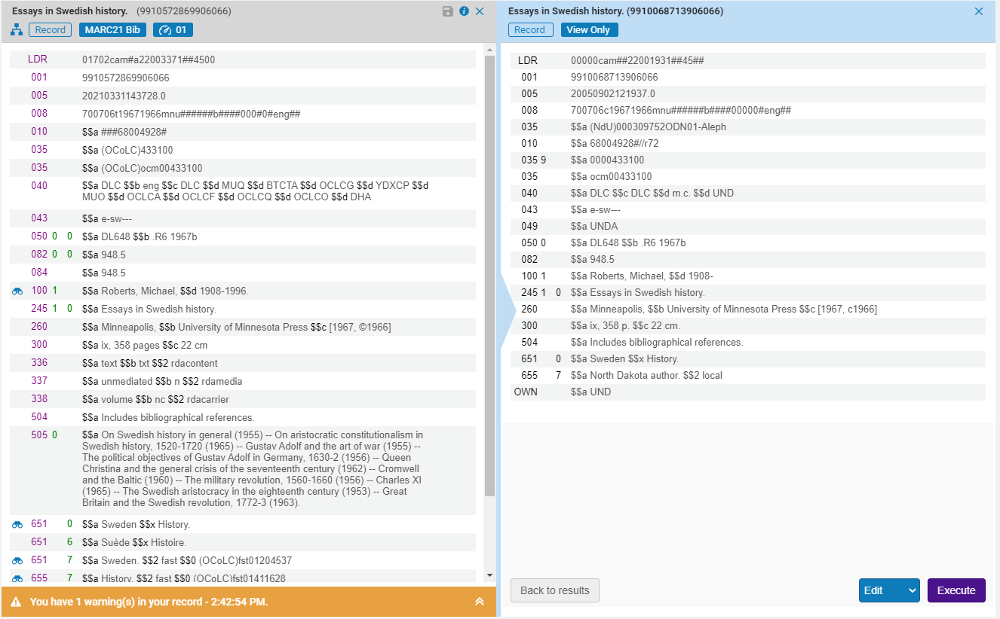 Essays in Swedish history. (9910572869906066)
Record MARC21 Bib 01
LDR 01702cam#a22003371##4500
001 9910572869906066
005 20210331143728.0
008 700706t19671966mnu######b####000#0#eng##
010 $$a ###68004928#
035 $$a (OCoLC)433100
035 $$a (OCoLC)ocm00433100
040 $$a DLC $$b eng $$c DLC $$d MUQ $$d BTCTA $$d OCLCG $$d YDXCP $$d
MUO $$d OCLCA $$d OCLCF $$d OCLCQ $$d OCLCO $$d DHA
043 $$a e-sw---
050 0 0 $$a DL648 $$b .R6 1967b
082 0 0 $$a 948.5
084 $$a 948.5
100 1 $$a Roberts, Michael, $$d 1908-1996.
245 1 0 $$a Essays in Swedish history.
260 $$a Minneapolis, $$b University of Minnesota Press $$c [1967, ©1966]
300 $$a ix, 358 pages $$c 22 cm
336 $$a text $$b txt $$2 rdacontent
337 $$a unmediated $$b n $$2 rdamedia
338 $$a volume $$b nc $$2 rdacarrier
504 $$a Includes bibliographical references.
505 0 $$a On Swedish history in general (1955) -- On aristocratic constitutionalism in
Swedish history, 1520-1720 (1965) -- Gustav Adolf and the art of war (1955) --
The political objectives of Gustav Adolf in Germany, 1630-2 (1956) -- Queen
Christina and the general crisis of the seventeenth century (1962) -- Cromwell
and the Baltic (1960) -- The military revolution, 1560-1660 (1956) -- Charles XI
(1965) -- The Swedish aristocracy in the eighteenth century (1953) -- Great
Britain and the Swedish revolution, 1772-3 (1963).
651 0 $$a Sweden $$x History.
651 6 $$a Suède $$x Histoire.
651 7 $$a Sweden. $$2 fast $$0 (OCoLC)fst01204537
655 7 $$a History. $$2 fast $$0 (OCoLC)fst01411628
You have 1 warning(s) in your record - 2:42:54 PM.
Essays in Swedish history. (9910068713906066)
Record View Only
LDR 00000cam##22001931##45##
001 9910068713906066
005 20050902121937.0
008 700706c19671966mnu######b####00000#eng##
035 $$a (NdU)000309752ODN01-Aleph
010 $$a 68004928#//r72
035 9 $$a 0000433100
035 $$a ocm00433100
040 $$a DLC $$c DLC $$d m.c. $$d UND
043 $$a e-sw---
049 $$a UNDA
050 0 $$a DL648 $$b .R6 1967b
082 $$a 948.5
100 1 $$a Roberts, Michael, $$d 1908-
245 1 0 $$a Essays in Swedish history.
260 $$a Minneapolis, $$b University of Minnesota Press $$c [1967, c1966]
300 $$a ix, 358 p. $$c 22 cm.
504 $$a Includes bibliographical references.
651 0 $$a Sweden $$x History.
655 7 $$a North Dakota author. $$2 local
OWN $$a UND
Back to results Edit Execute